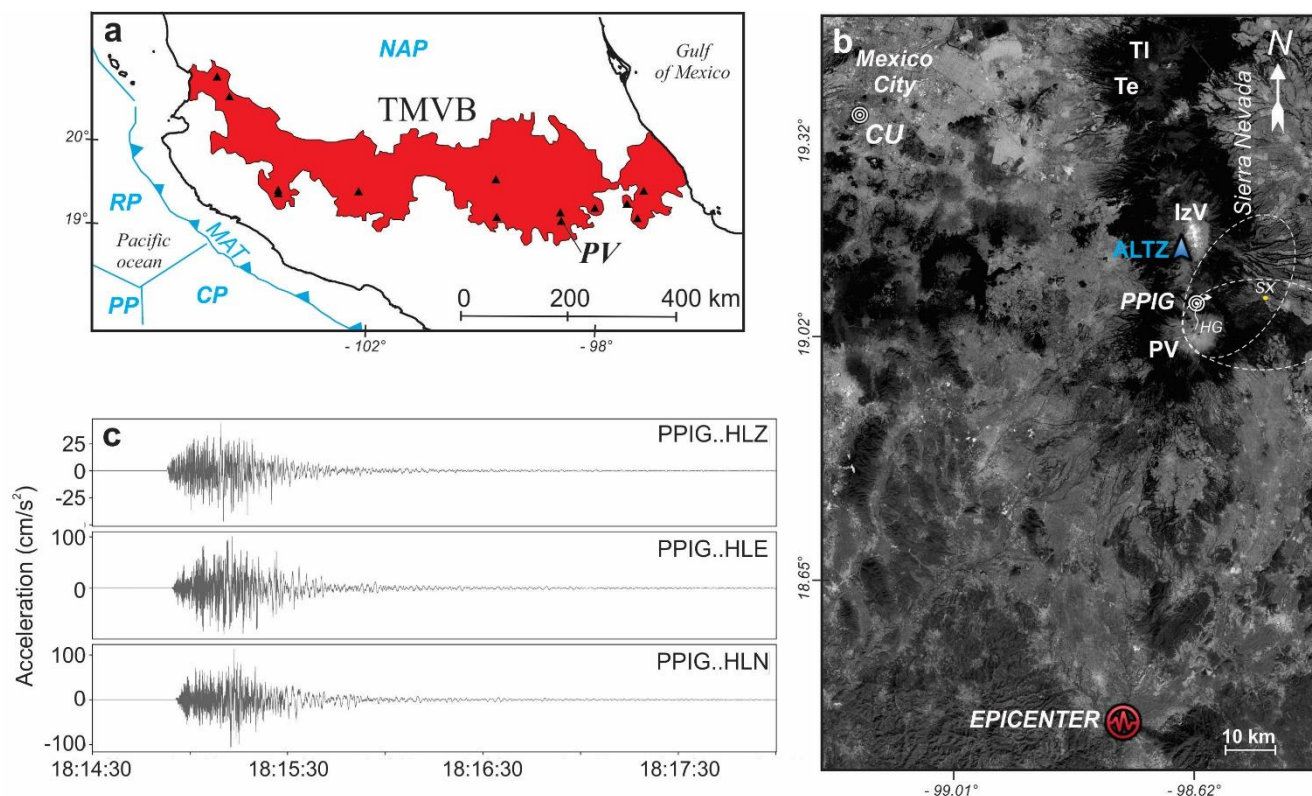 a
NAP
Gulf
of Mexico
TMVB
20°
19°
RP
MAT
Pacific
ocean
PP
CP
PV
0 200 400 km
- 102°
- 98°
b
Mexico
City
CU
Tl
Te
N
Sierra Nevada
IzV
ALTZ
PPIG
SX
HG
PV
19.32
19.02°
18.65°
EPICENTER
10 km
- 99.01°
- 98.62°
c
Acceleration (cm/s²)
PPIG..HLZ
25
0
-25
PPIG..HLE
100
0
PPIG..HLN
100
0
-100
18:14:30 18:15:30 18:16:30 18:17:30